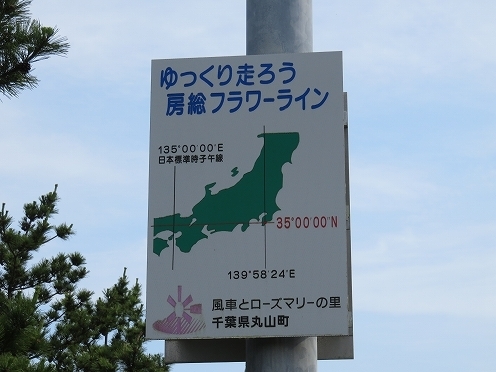 ゆっくり走ろう
房総フラワーライン
135°00'00'E
日本標準時子午線
35°00'00'N
139°58'24'E
風車とローズマリーの里
千葉県丸山町